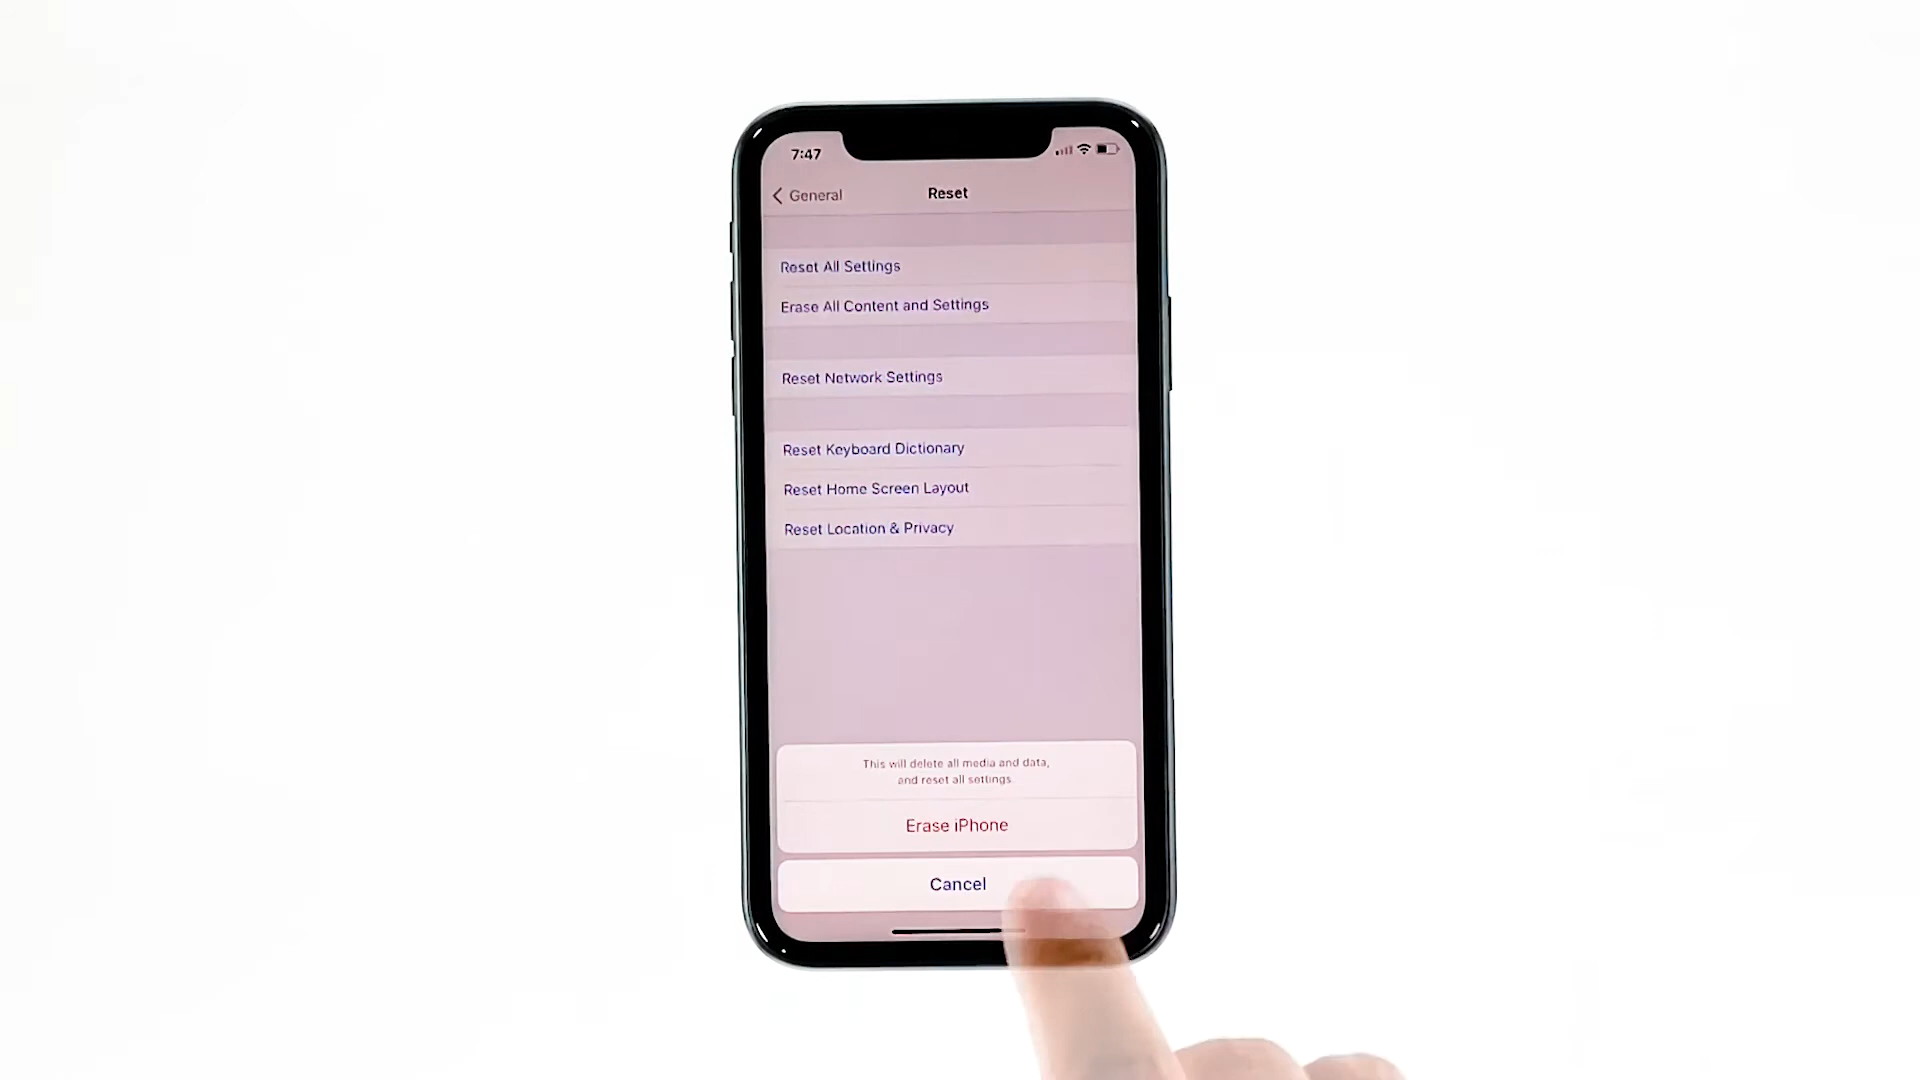 7:47
General
Reset
Reset All Settings
Erase All Content and Settings
Reset Network Settings
Reset Keyboard Dictionary
Reset Home Screen Layout
Reset Location & Privacy
This will delete all media and data,
and reset all settings.
Erase iPhone
Cancel